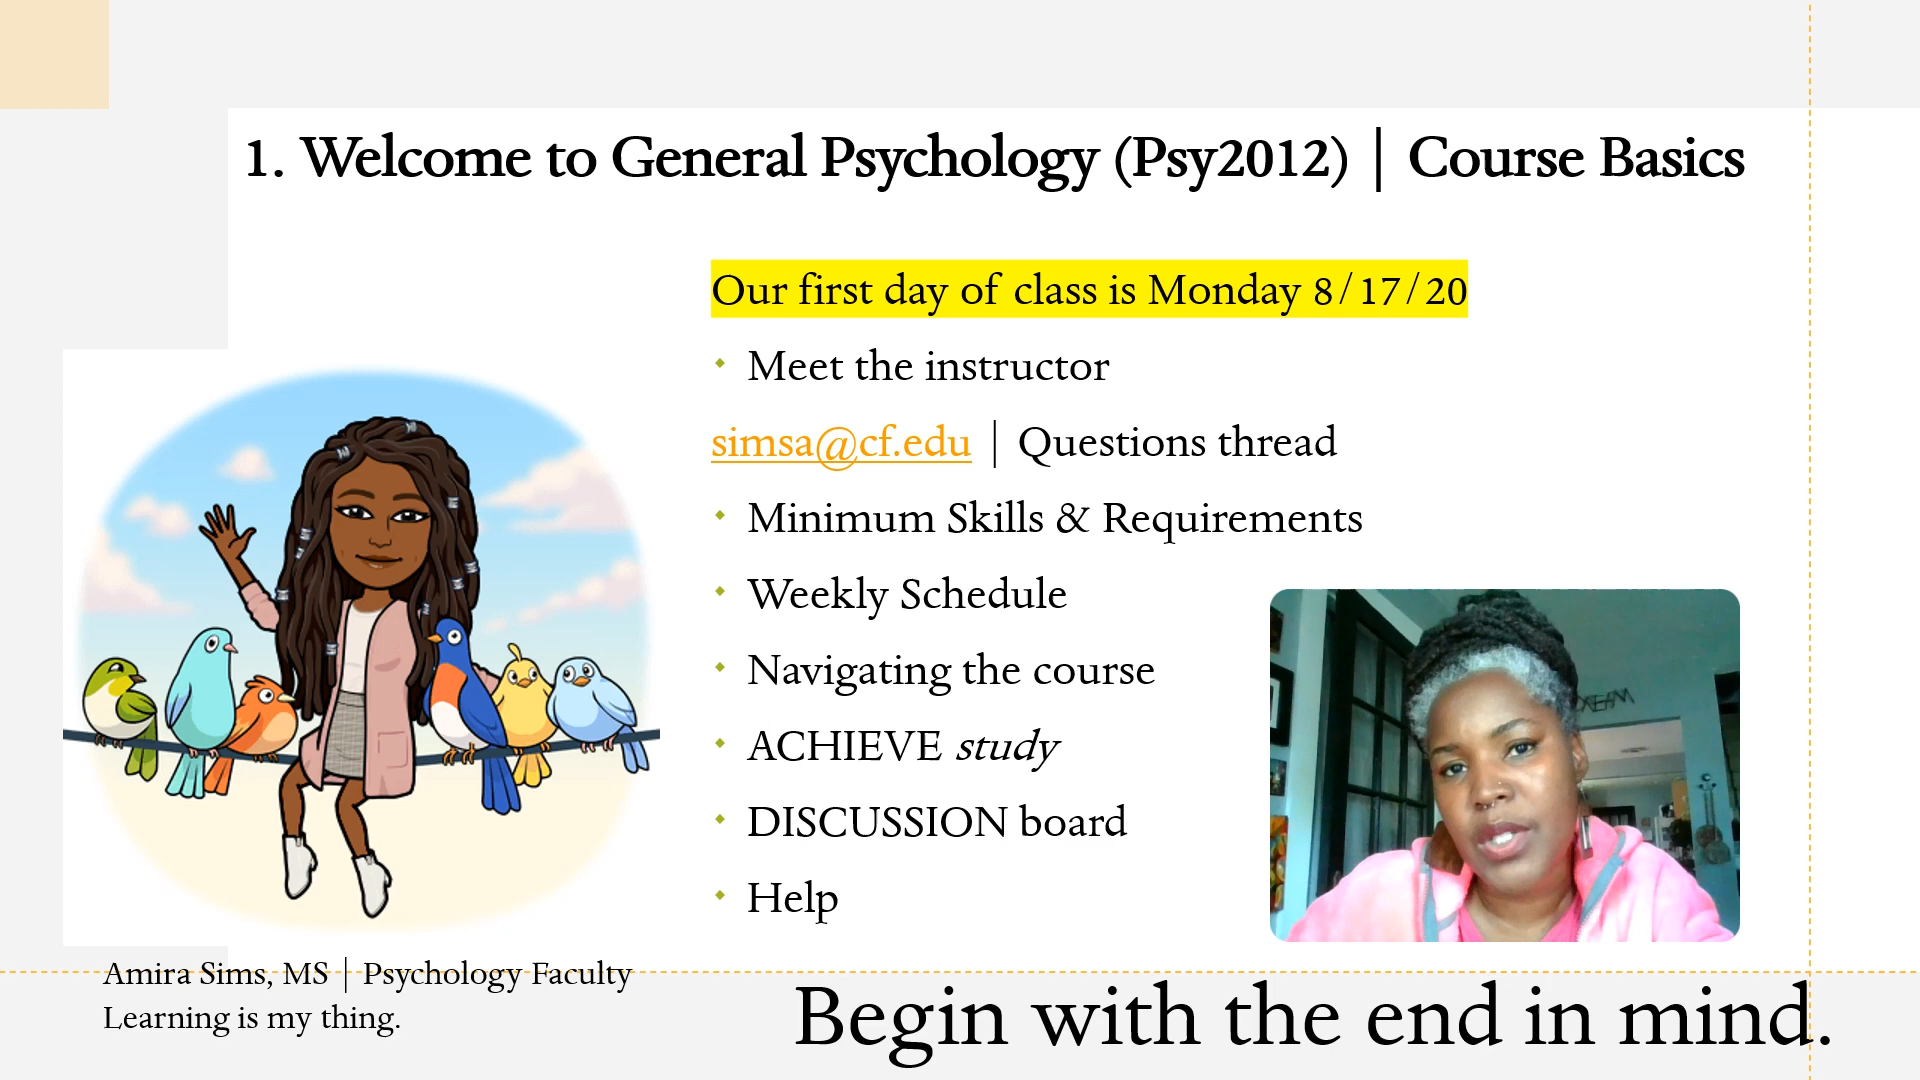 1. Welcome to General Psychology (Psy2012) | Course Basics
Our first day of class is Monday 8/17/20
Meet the instructor
simsa@cf.edu | Questions thread
Minimum Skills & Requirements
Weekly Schedule
Navigating the course
ACHIEVE study
DISCUSSION board
Help
Amira Sims, MS | Psychology Faculty
Learning is my thing.
Begin with the end in mind.